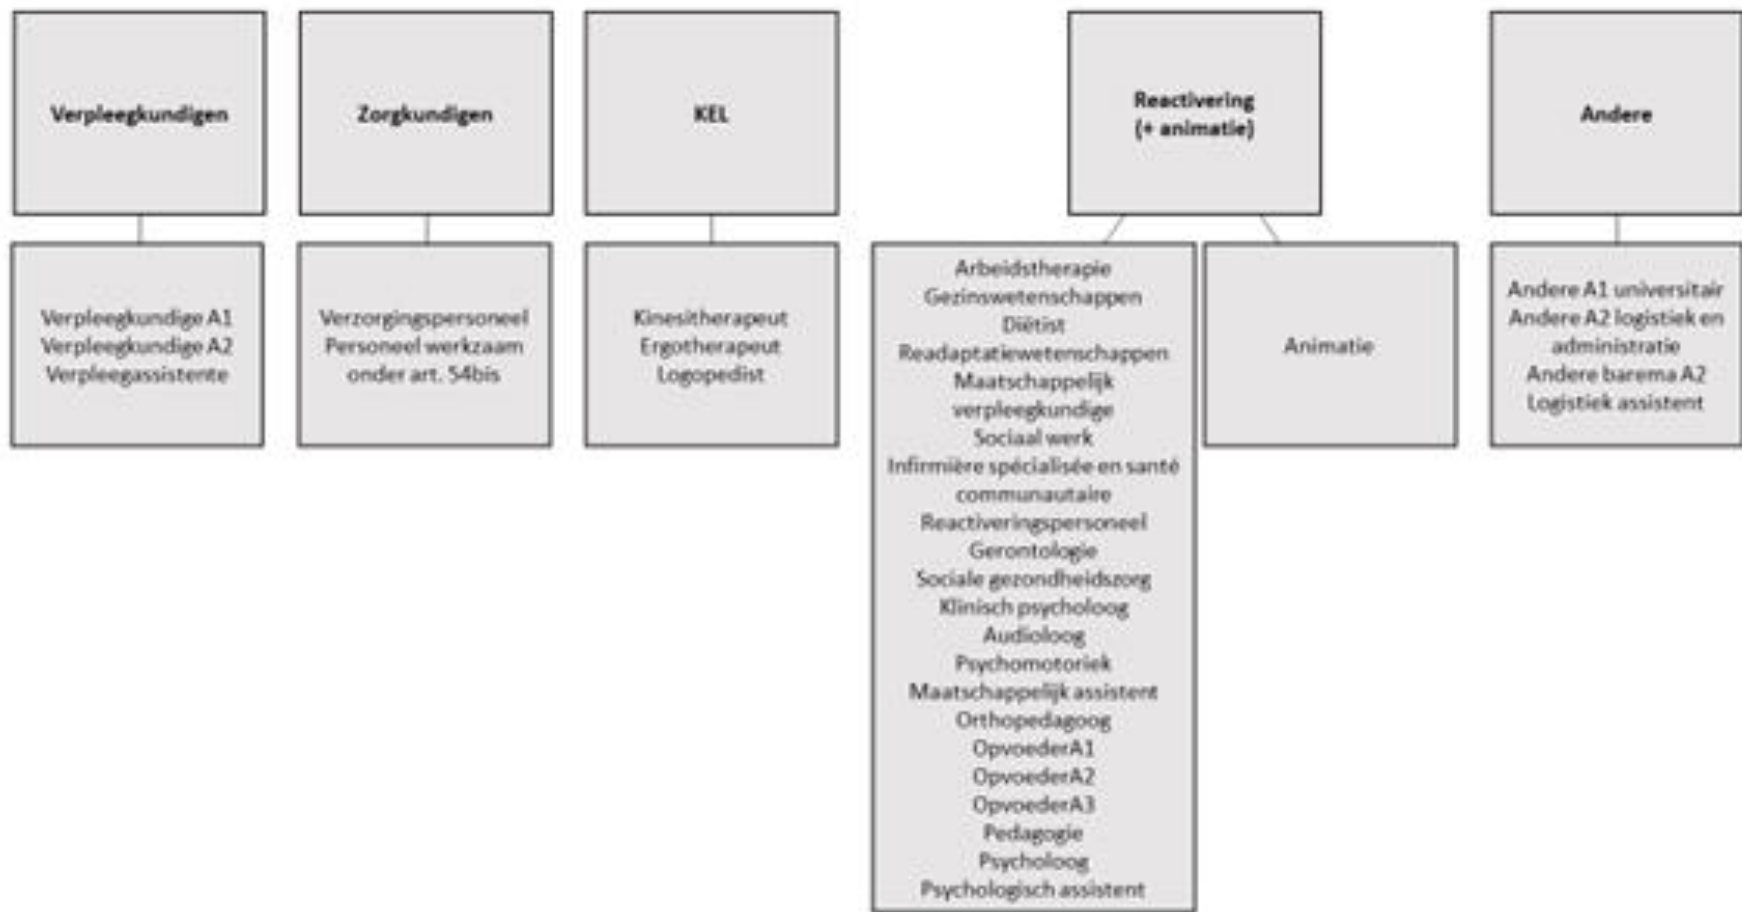 Verpleegkundigen
Zorgkundigen
KEL
Reactivering
(+ animatie)
Andere
Verpleegkundige A1
Verpleegkundige A2
Verpleegassistente
Verzorgingspersoneel
Personeel werkzaam
onder art. 54bis
Kinesitherapeut
Ergotherapeut
Logopedist
Arbeidstherapie
Gezinswetenschappen
Diëtist
Readaptatiewetenschappen
Maatschappelijk
verpleegkundige
Sociaal werk
Infirmière spécialisée en santé
communautaire
Reactiveringspersoneel
Gerontologie
Sociale gezondheidszorg
Klinisch psycholoog
Audioloog
Psychomotoriek
Maatschappelijk assistent
Orthopedagoog
OpvoederA1
OpvoederA2
OpvoederA3
Pedagogie
Psycholoog
Psychologisch assistent
Animatie
Andere A1 universitair
Andere A2 logistiek en
administratie
Andere barema A2
Logistiek assistent